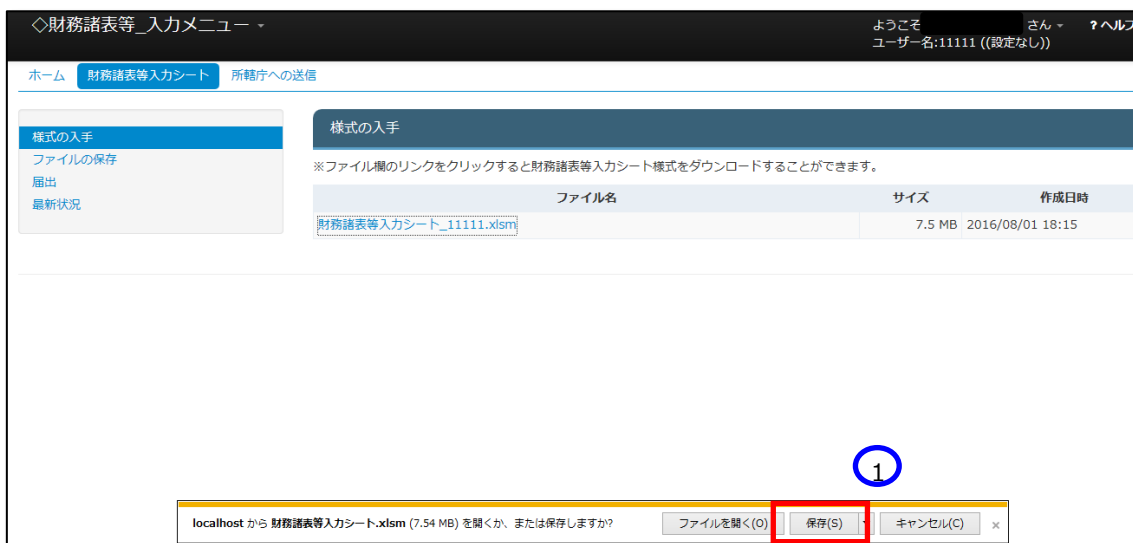 ◇財務諸表等_入力メニュー
ようこそ さん ?ヘルプ
ユーザー名:11111 ((設定なし))
ホーム 財務諸表等入力シート 所轄庁への送信
様式の入手
ファイルの保存
届出
最新状況
様式の入手
※ファイル欄のリンクをクリックすると財務諸表等入力シート様式をダウンロードすることができます。
ファイル名 サイズ 作成日時
財務諸表等入力シート_11111.xlsm 7.5 MB 2016/08/01 18:15
1
localhost から 財務諸表等入力シート.xlsm (7.54 MB) を開くか、または保存しますか? ファイルを開く(O) 保存(S) キャンセル(C) ×